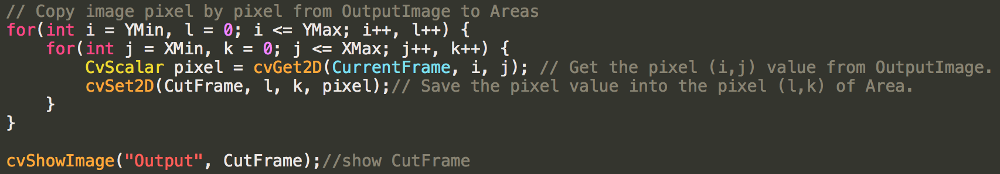 // Copy image pixel by pixel from OutputImage to Areas
for(int i = YMin, l = 0; i <= YMax; i++, l++) {
    for(int j = XMin, k = 0; j <= XMax; j++, k++) {
        CvScalar pixel = cvGet2D(CurrentFrame, i, j); // Get the pixel (i,j) value from OutputImage.
        cvSet2D(CutFrame, l, k, pixel);// Save the pixel value into the pixel (l,k) of Area.
    }
}

cvShowImage("Output", CutFrame);//show CutFrame